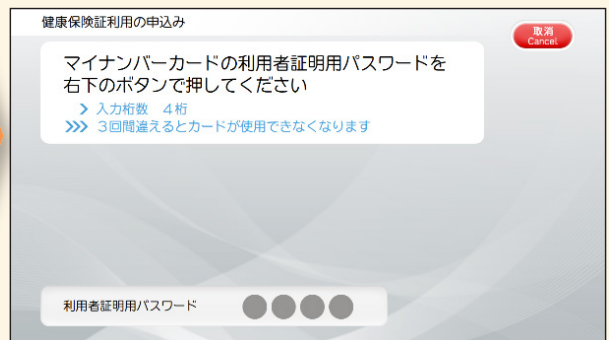 健康保険証利用の申込み
取消
Cancel
マイナンバーカードの利用者証明用パスワードを
右下のボタンで押してください
> 入力桁数　4桁
>>> 3回間違えるとカードが使用できなくなります
利用者証明用パスワード